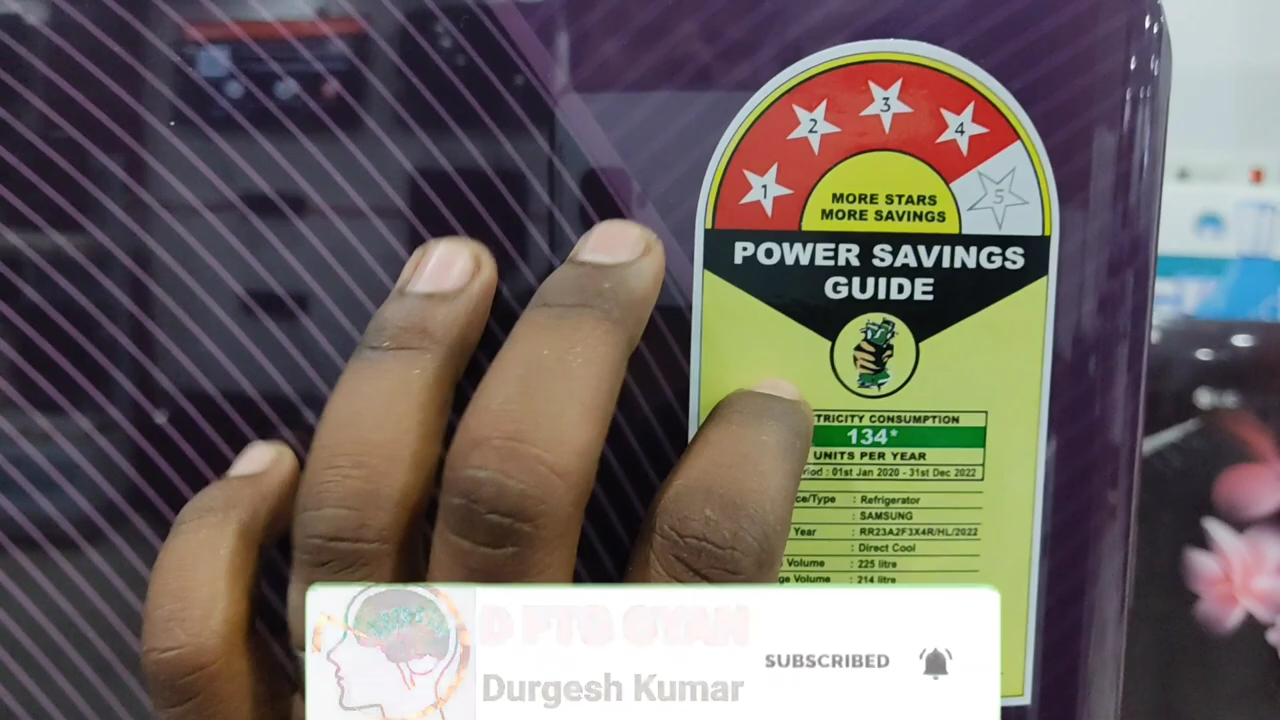 1 2 3 4 5
MORE STARS
MORE SAVINGS
POWER SAVINGS
GUIDE
TRICITY CONSUMPTION
134*
UNITS PER YEAR
riod : 01st Jan 2020 - 31st Dec 2022
ce/Type : Refrigerator
: SAMSUNG
Year : RR23A2F3X4R/HL/2022
: Direct Cool
Volume : 225 litre
ge Volume : 214 litre
D FTG GYAN
Durgesh Kumar
SUBSCRIBED